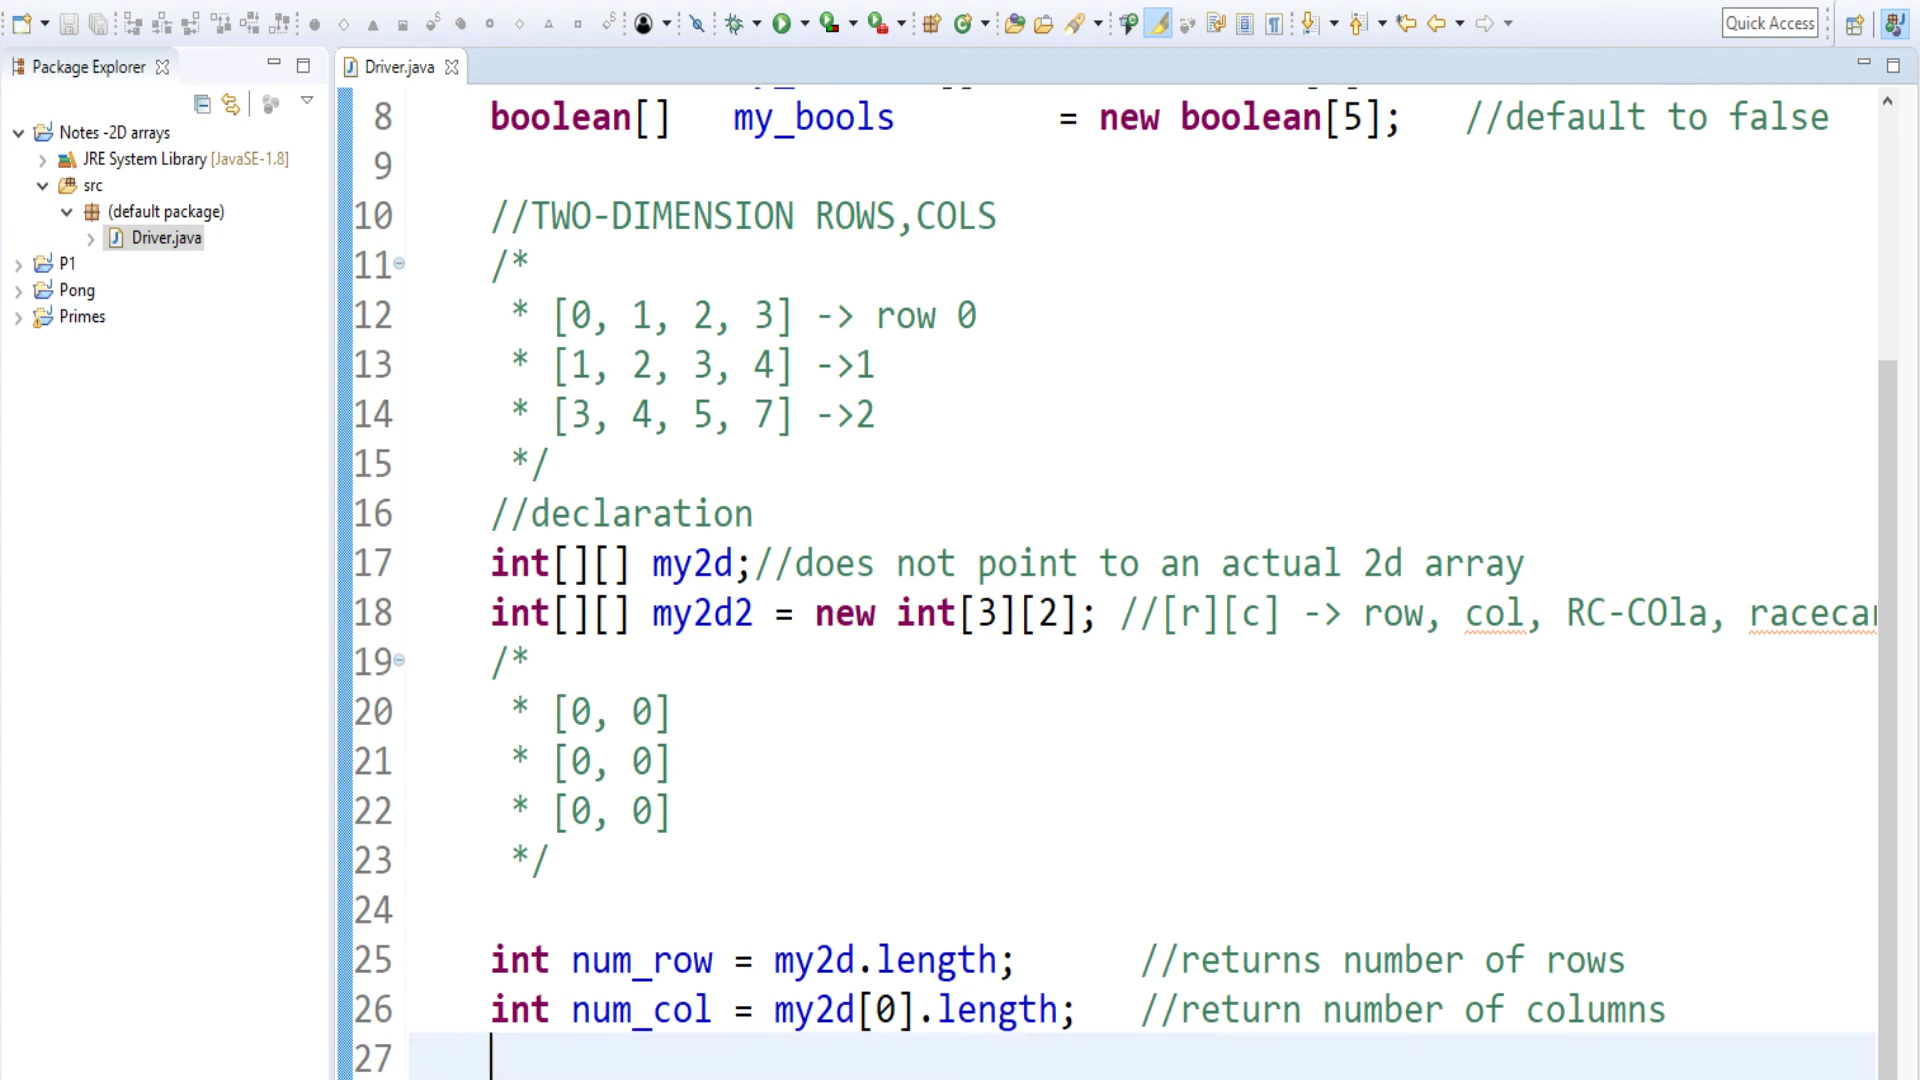 Quick Access
Package Explorer
Notes -2D arrays
JRE System Library [JavaSE-1.8]
src
(default package)
Driver.java
P1
Pong
Primes
Driver.java
8 boolean[] my_bools = new boolean[5]; //default to false
9
10 //TWO-DIMENSION ROWS,COLS
11 /*
12 * [0, 1, 2, 3] -> row 0
13 * [1, 2, 3, 4] ->1
14 * [3, 4, 5, 7] ->2
15 */
16 //declaration
17 int[][] my2d;//does not point to an actual 2d array
18 int[][] my2d2 = new int[3][2]; //[r][c] -> row, col, RC-COla, racecar
19 /*
20 * [0, 0]
21 * [0, 0]
22 * [0, 0]
23 */
24
25 int num_row = my2d.length; //returns number of rows
26 int num_col = my2d[0].length; //return number of columns
27